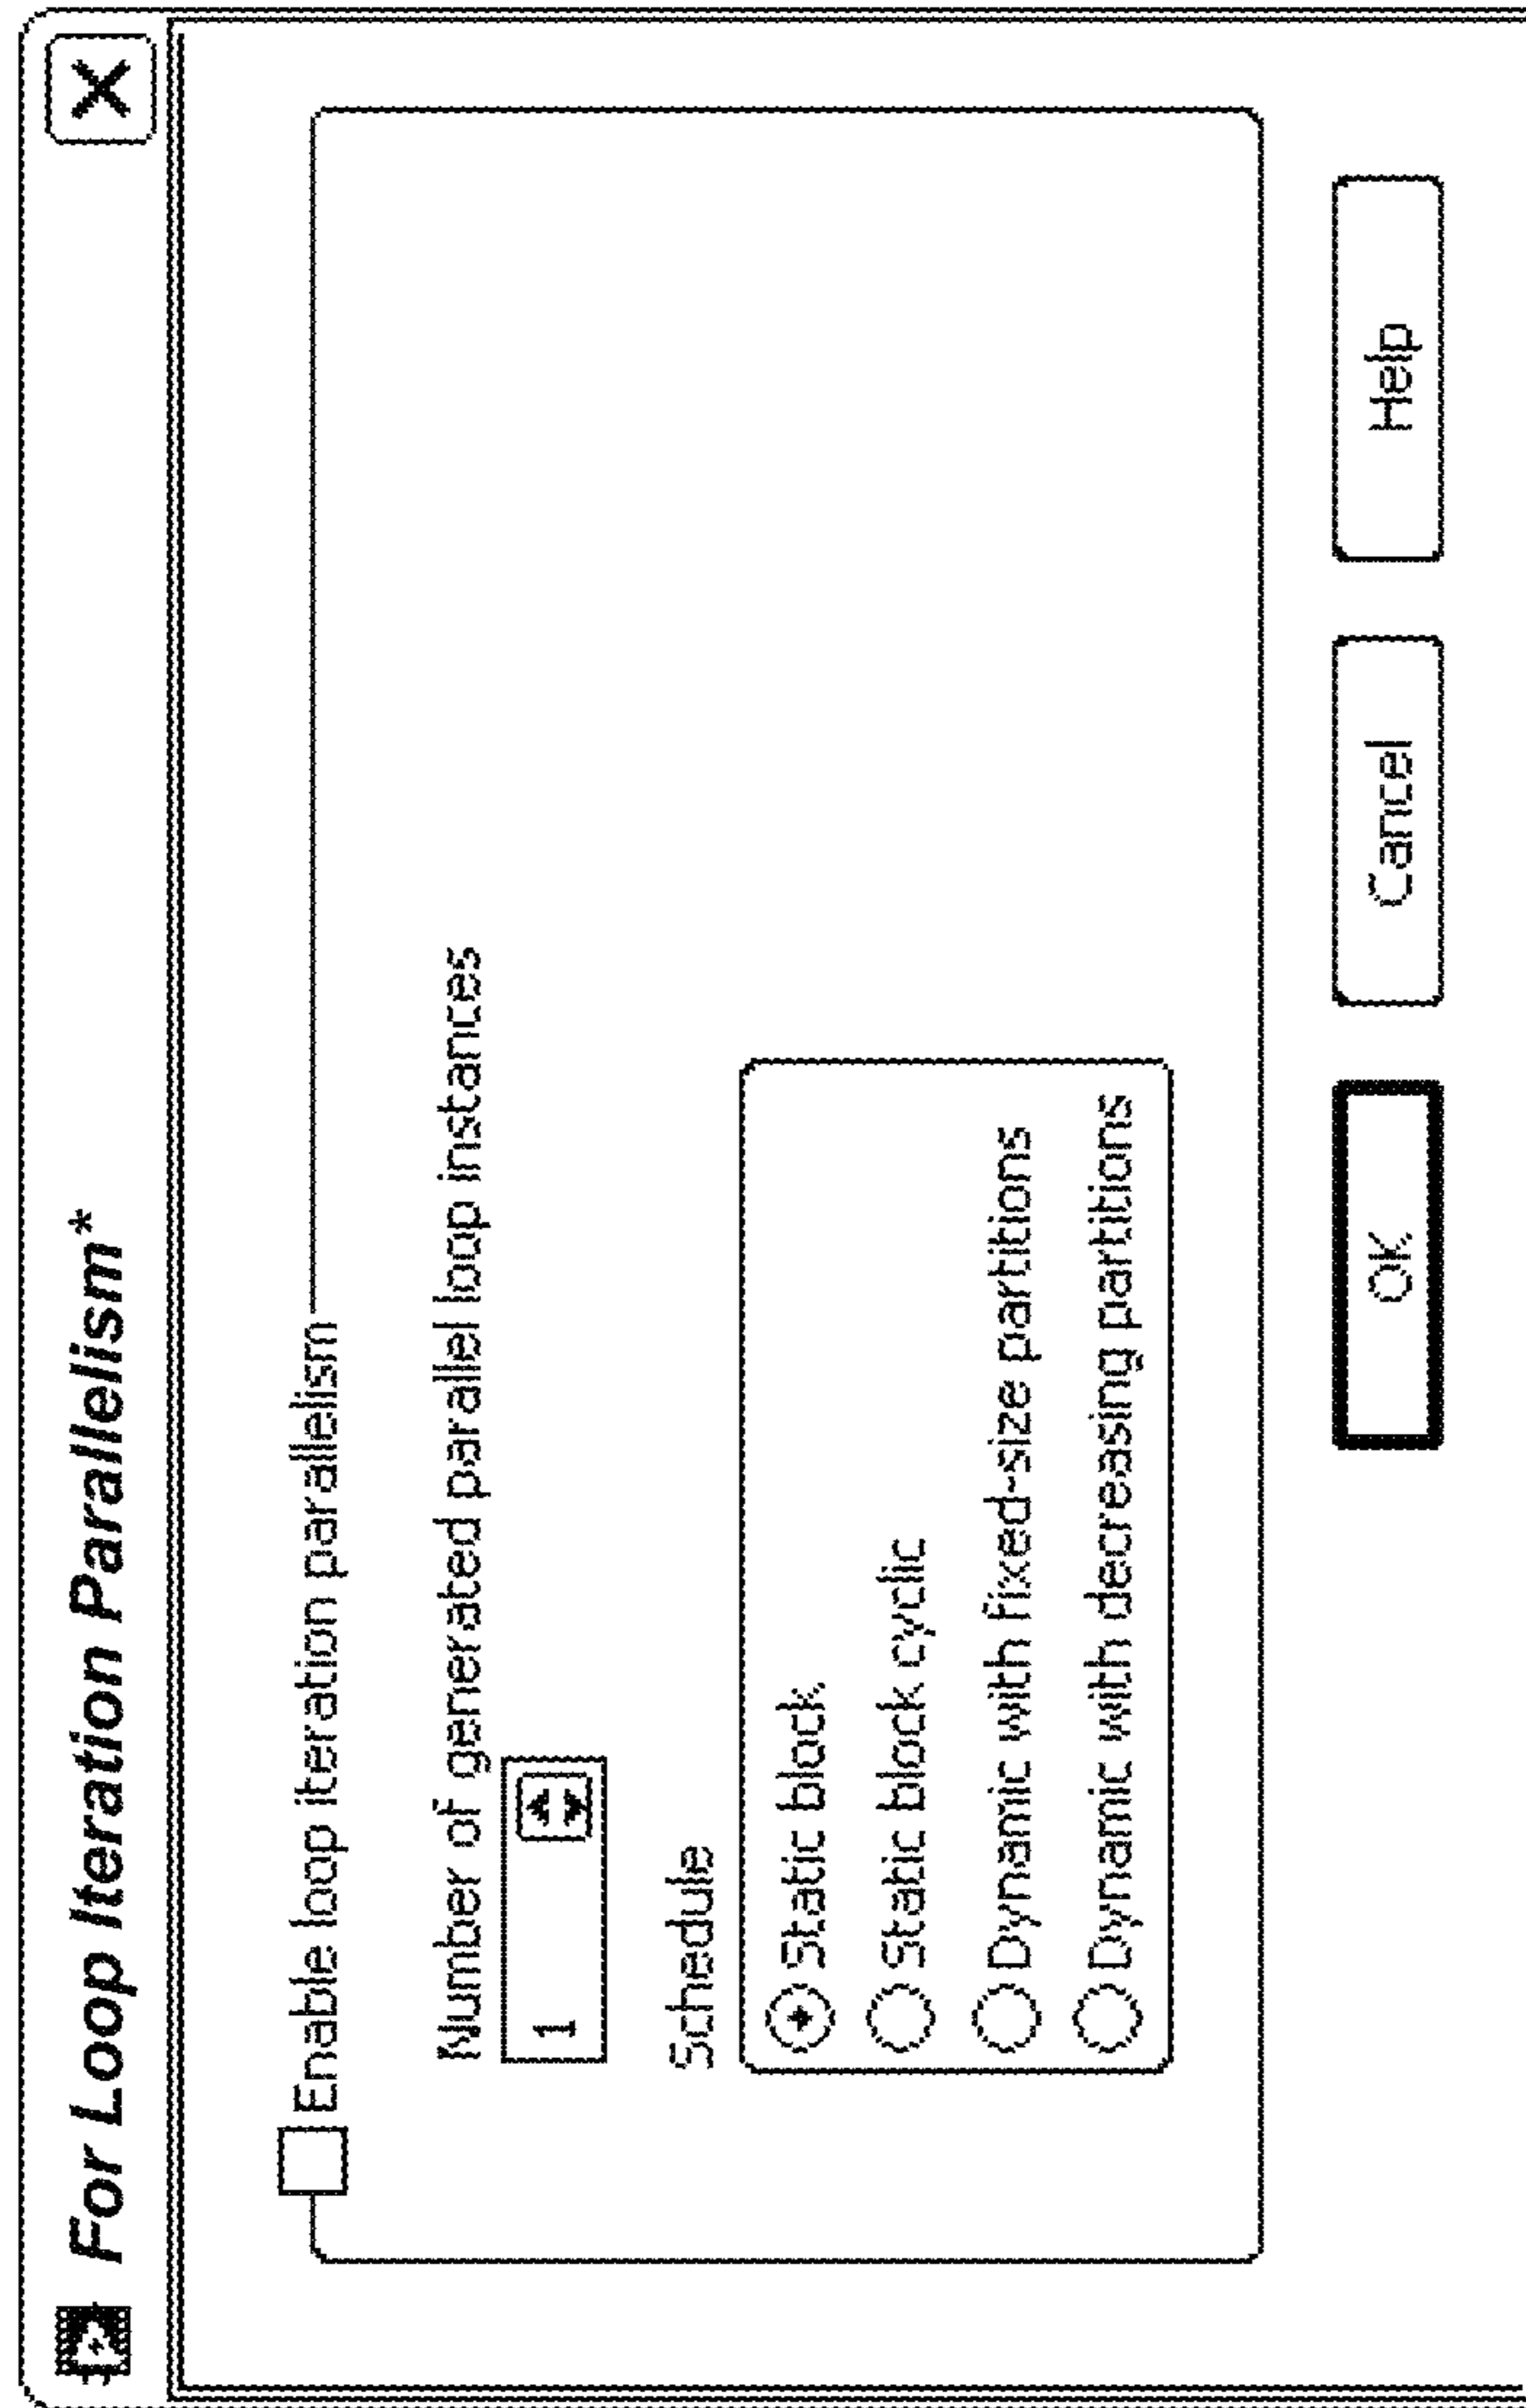 For Loop Iteration Parallelism*
Enable loop iteration parallelism
Number of generated parallel loop instances
1
Schedule
Static block
Static block cyclic
Dynamic with fixed-size partitions
Dynamic with decreasing partitions
OK Cancel Help